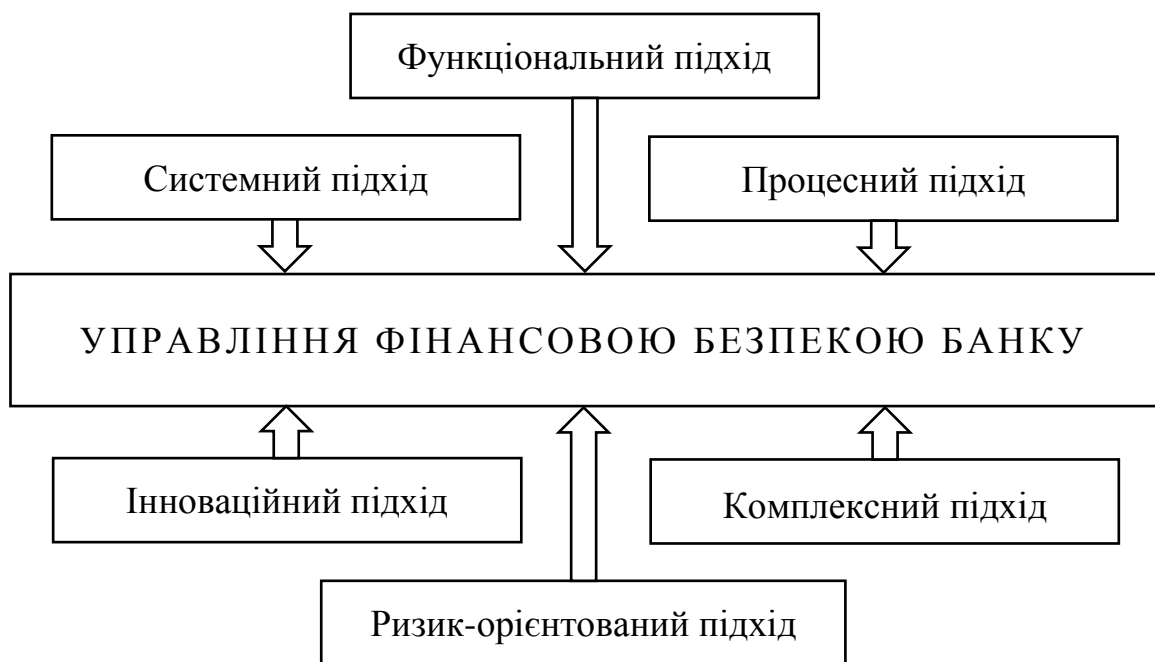 Функціональний підхід
Системний підхід
Процесний підхід
УПРАВЛІННЯ ФІНАНСОВОЮ БЕЗПЕКОЮ БАНКУ
Інноваційний підхід
Комплексний підхід
Ризик-орієнтований підхід